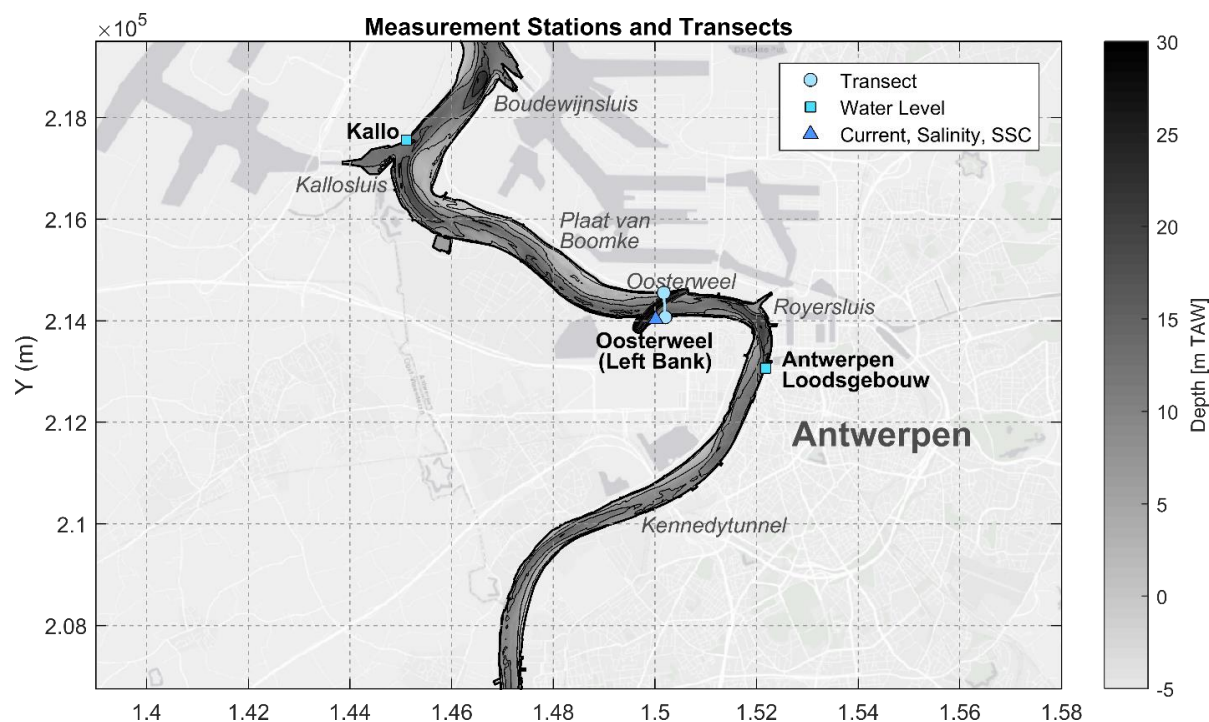 Measurement Stations and Transects
×10⁵
Transect
Water Level
Current, Salinity, SSC
Boudewijnsluis
Kallo
Kallosluis
Plaat van
Boomke
Oosterweel
Royersluis
Oosterweel
(Left Bank)
Antwerpen
Loodsgebouw
Antwerpen
Kennedytunnel
2.18
2.16
2.14
2.12
2.1
2.08
Y (m)
1.4 1.42 1.44 1.46 1.48 1.5 1.52 1.54 1.56 1.58
30
25
20
15
10
5
0
-5
Depth [m TAW]